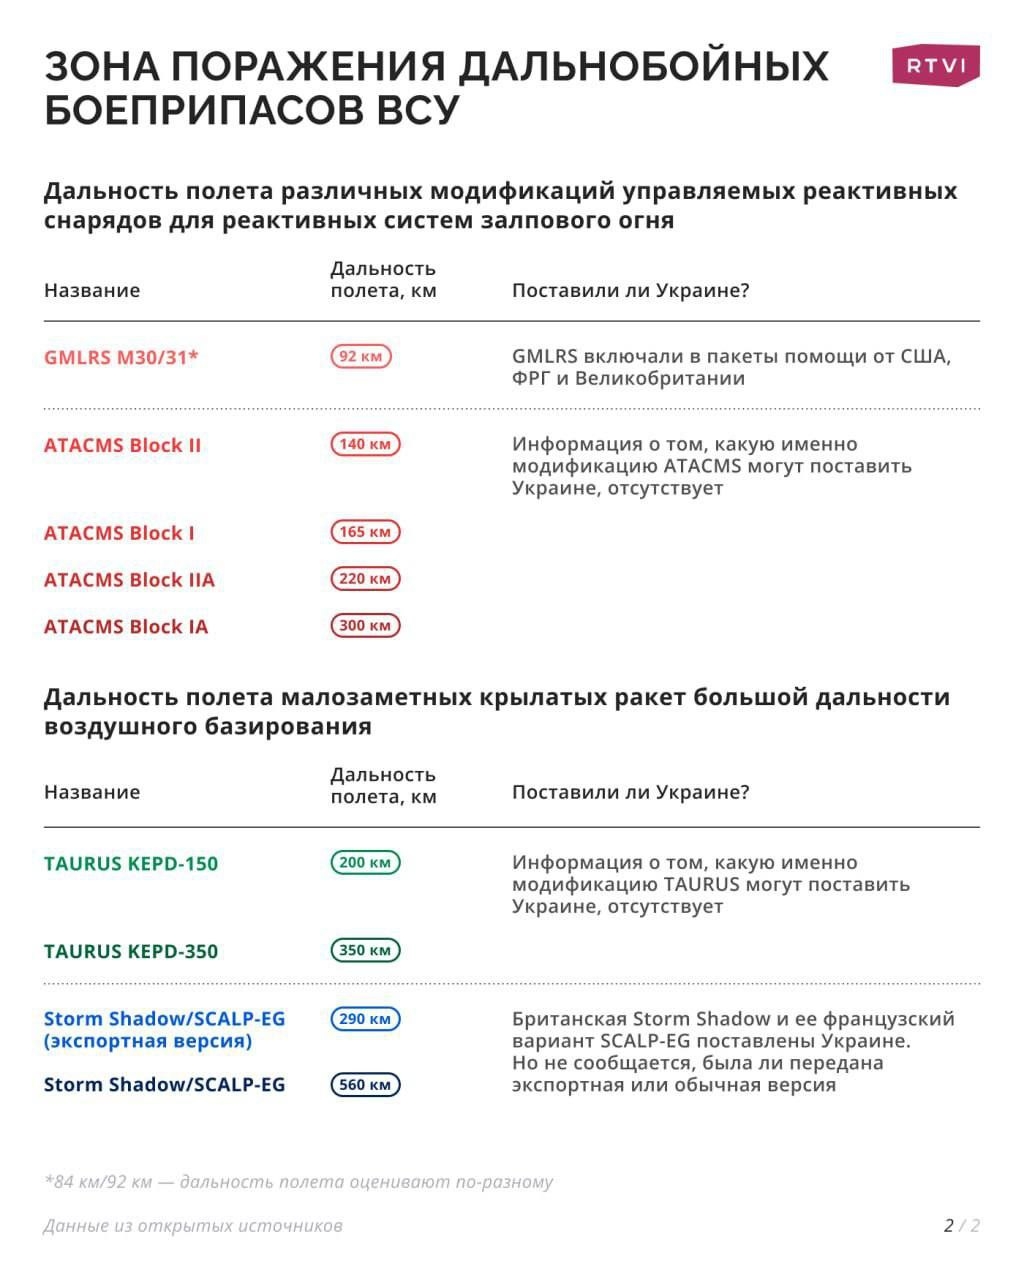 ЗОНА ПОРАЖЕНИЯ ДАЛЬНОБОЙНЫХ
БОЕПРИПАСОВ ВСУ
RTVI
Дальность полета различных модификаций управляемых реактивных
снарядов для реактивных систем залпового огня
Название
Дальность
полета, км
Поставили ли Украине?
GMLRS M30/31*
92 км
GMLRS включали в пакеты помощи от США,
ФРГ и Великобритании
ATACMS Block II
140 км
Информация о том, какую именно
модификацию ATACMS могут поставить
Украине, отсутствует
ATACMS Block I
165 км
ATACMS Block IIA
220 км
ATACMS Block IA
300 км
Дальность полета малозаметных крылатых ракет большой дальности
воздушного базирования
Название
Дальность
полета, км
Поставили ли Украине?
TAURUS KEPD-150
200 км
Информация о том, какую именно
модификацию TAURUS могут поставить
Украине, отсутствует
TAURUS KEPD-350
350 км
Storm Shadow/SCALP-EG
(экспортная версия)
290 км
Британская Storm Shadow и ее французский
вариант SCALP-EG поставлены Украине.
Но не сообщается, была ли передана
экспортная или обычная версия
Storm Shadow/SCALP-EG
560 км
*84 км/92 км — дальность полета оценивают по-разному
Данные из открытых источников
2 / 2